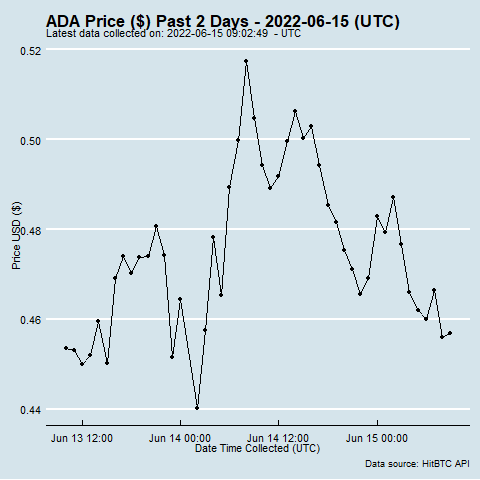 ADA Price ($) Past 2 Days - 2022-06-15 (UTC)
Latest data collected on: 2022-06-15 09:02:49 - UTC
0.52
0.50
0.48
0.46
0.44
Price USD ($)
Jun 13 12:00 Jun 14 00:00 Jun 14 12:00 Jun 15 00:00
Date Time Collected (UTC)
Data source: HitBTC API